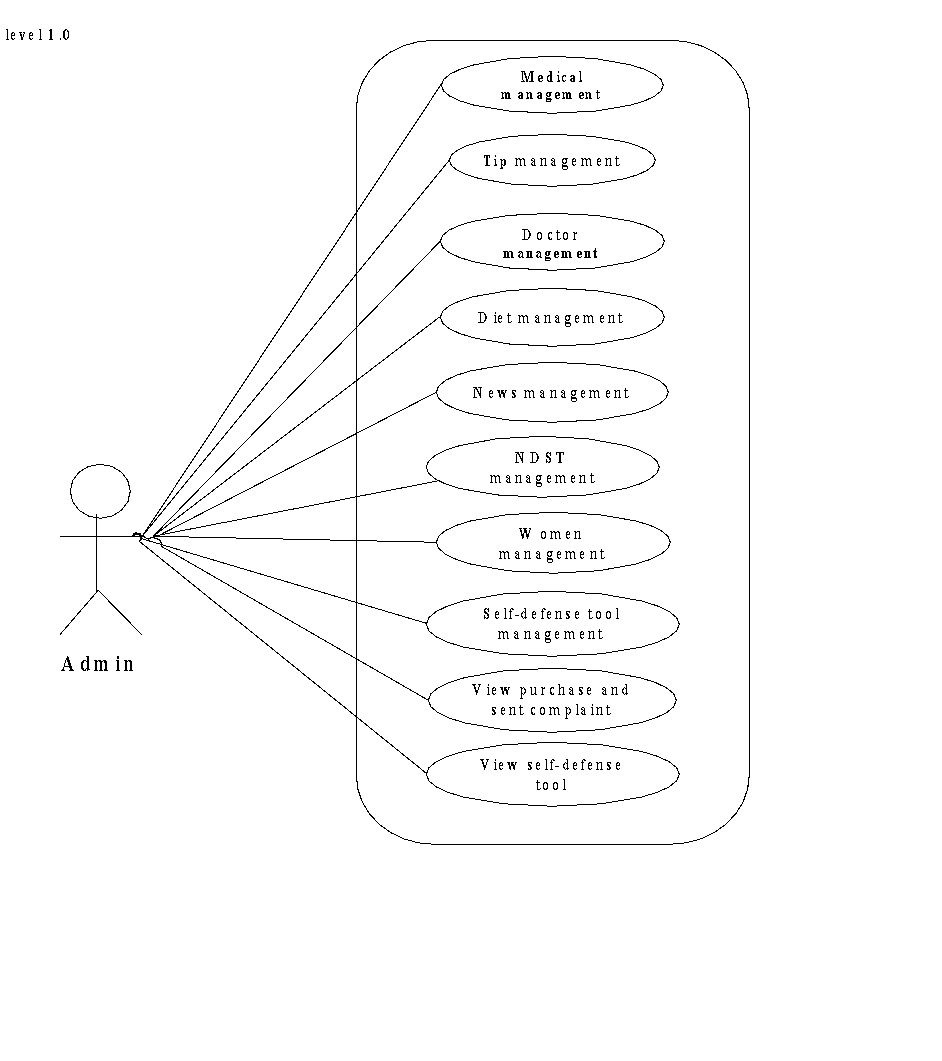 level 1.0
Medical
management
Tip management
Doctor
management
Diet management
News management
NDST
management
Women
management
Self-defense tool
management
View purchase and
sent complaint
View self-defense
tool
Admin